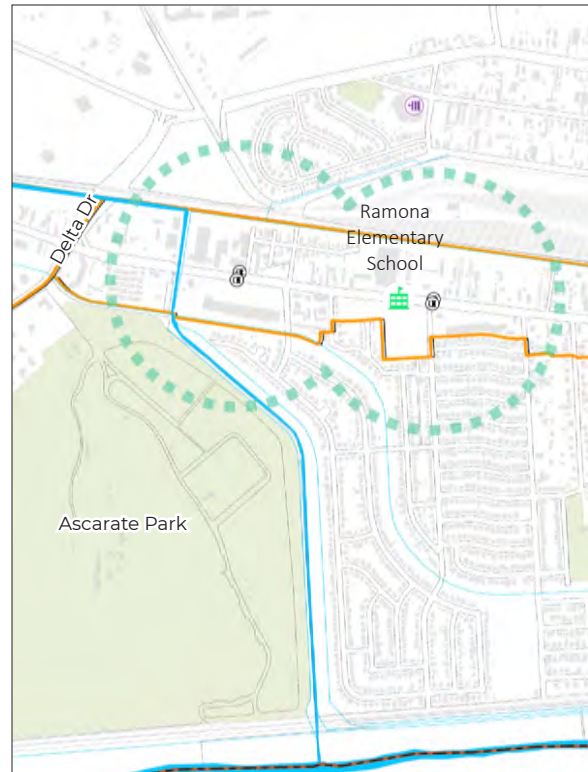 Ramona
Elementary
School
Delta Dr
Ascarate Park